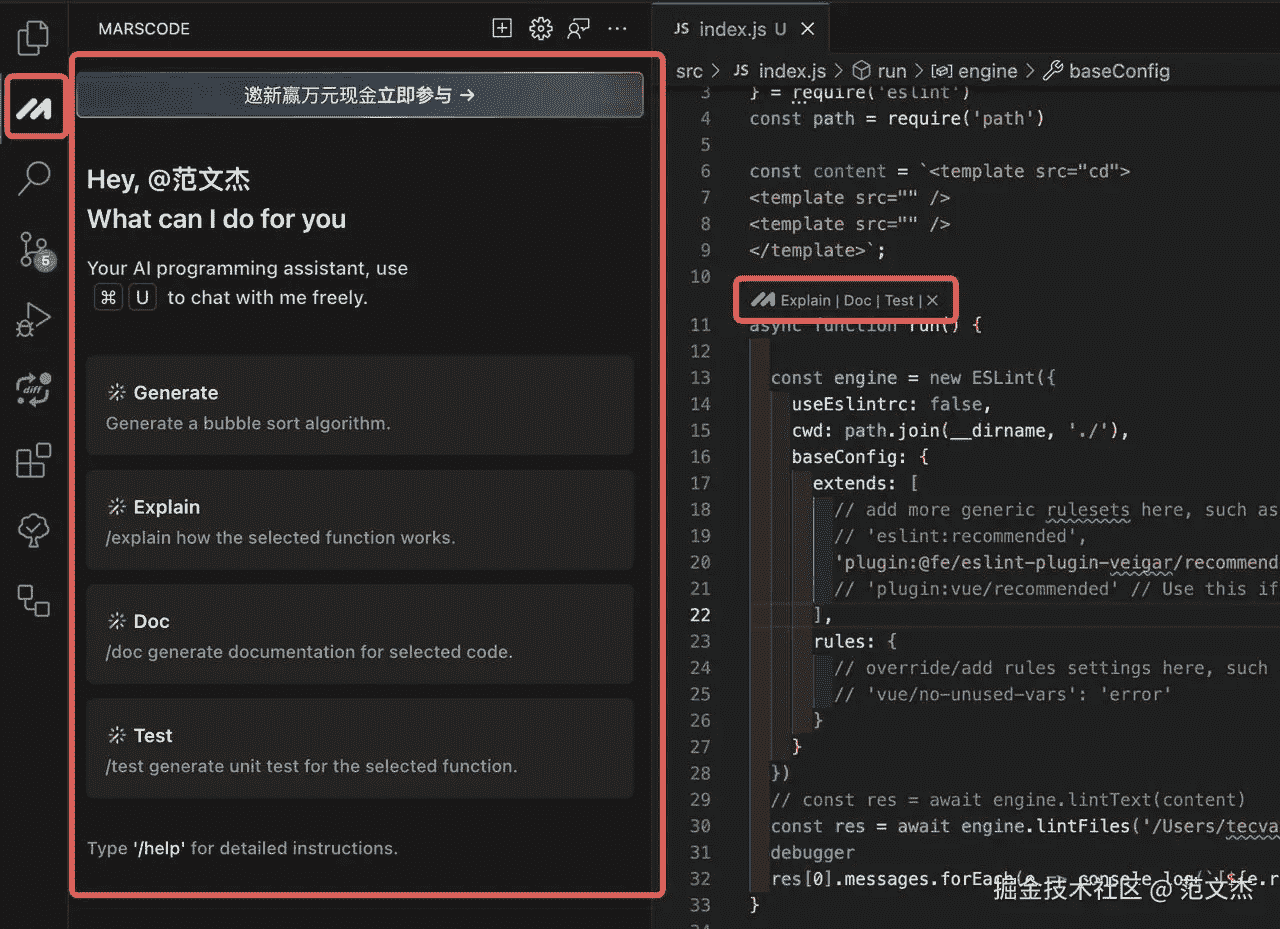 MARSCODE
邀新赢万元现金立即参与 →
Hey, @范文杰
What can I do for you
Your AI programming assistant, use
⌘ U to chat with me freely.
Generate
Generate a bubble sort algorithm.
Explain
/explain how the selected function works.
Doc
/doc generate documentation for selected code.
Test
/test generate unit test for the selected function.
Type '/help' for detailed instructions.
5
diff
JS index.js U ×
src > JS index.js > run > engine > baseConfig
3 } = require('eslint')
4 const path = require('path')
5
6 const content = `<template src="cd">
7 <template src="" />
8 <template src="" />
9 </template>`;
10
Explain | Doc | Test | ×
11 async function run() {
12
13 const engine = new ESLint({
14 useEslintrc: false,
15 cwd: path.join(__dirname, './'),
16 baseConfig: {
17 extends: [
18 // add more generic rulesets here, such as
19 // 'eslint:recommended',
20 'plugin:@fe/eslint-plugin-veigar/recommend
21 // 'plugin:vue/recommended' // Use this if
22 ],
23 rules: {
24 // override/add rules settings here, such
25 // 'vue/no-unused-vars': 'error'
26 }
27 }
28 })
29 // const res = await engine.lintText(content)
30 const res = await engine.lintFiles('/Users/tecva
31 debugger
32 res[0].messages.forEach(e => console.log(`[${e.r
33 }
掘金技术社区 @ 范文杰